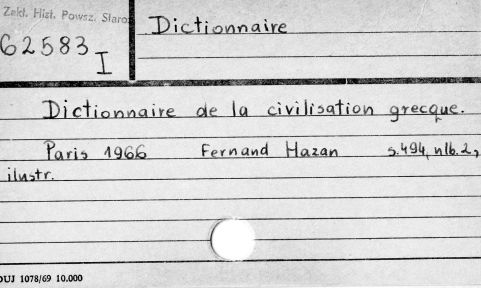 Zakł. Hist. Powsz. Staroż
Dictionnaire
62583
I
Dictionnaire de la civilisation grecque.
Paris 1966 Fernand Hazan s.494, nlb.2,
ilustr.
DUJ 1078/69 10.000